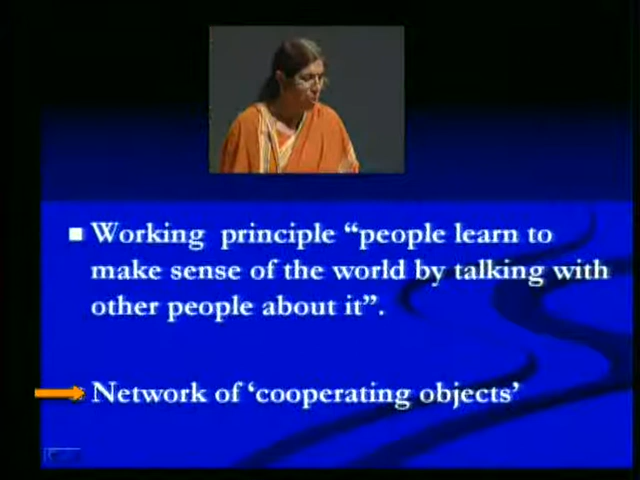 Working principle “people learn to
make sense of the world by talking with
other people about it”.
Network of ‘cooperating objects’